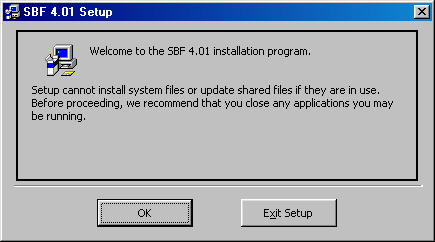 SBF 4.01 Setup
Welcome to the SBF 4.01 installation program.
Setup cannot install system files or update shared files if they are in use.
Before proceeding, we recommend that you close any applications you may
be running.
OK
Exit Setup